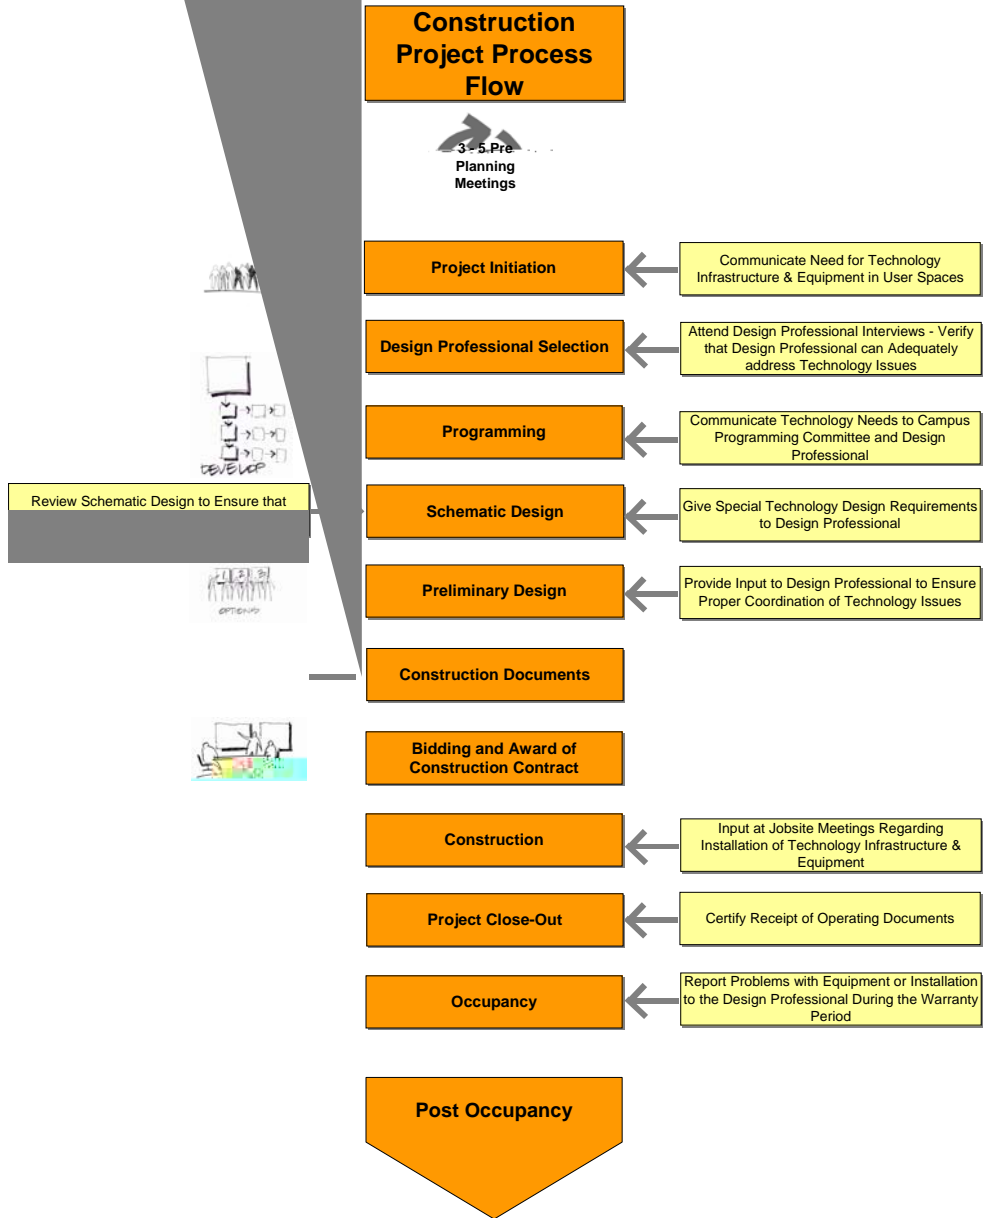 Construction
Project Process
Flow
3 - 5 Pre
Planning
Meetings
Project Initiation
Communicate Need for Technology
Infrastructure & Equipment in User Spaces
Design Professional Selection
Attend Design Professional Interviews - Verify
that Design Professional can Adequately
address Technology Issues
DEVELOP
Programming
Communicate Technology Needs to Campus
Programming Committee and Design
Professional
Review Schematic Design to Ensure that
Schematic Design
Give Special Technology Design Requirements
to Design Professional
1 2 3
OPTIONS
Preliminary Design
Provide Input to Design Professional to Ensure
Proper Coordination of Technology Issues
Construction Documents
Bidding and Award of
Construction Contract
Construction
Input at Jobsite Meetings Regarding
Installation of Technology Infrastructure &
Equipment
Project Close-Out
Certify Receipt of Operating Documents
Occupancy
Report Problems with Equipment or Installation
to the Design Professional During the Warranty
Period
Post Occupancy